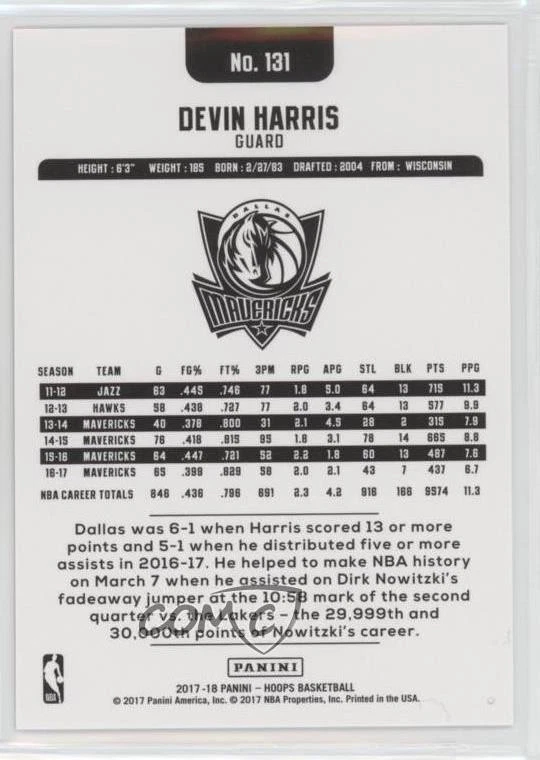 No. 131
DEVIN HARRIS
GUARD
HEIGHT : 6'3" WEIGHT : 185 BORN : 2/27/83 DRAFTED : 2004 FROM : WISCONSIN
DALLAS
MAVERICKS
SEASON TEAM G FG% FT% 3PM RPG APG STL BLK PTS PPG
11-12 JAZZ 63 .445 .746 77 1.8 5.0 64 13 715 11.3
12-13 HAWKS 58 .438 .727 77 2.0 3.4 64 13 577 9.9
13-14 MAVERICKS 40 .378 .800 31 2.1 4.5 28 2 315 7.9
14-15 MAVERICKS 76 .418 .815 95 1.8 3.1 78 14 665 8.8
15-16 MAVERICKS 64 .447 .721 52 2.2 1.8 60 13 487 7.6
16-17 MAVERICKS 65 .399 .829 58 2.0 2.1 43 7 437 6.7
NBA CAREER TOTALS 846 .436 .796 691 2.3 4.2 916 166 9574 11.3
Dallas was 6-1 when Harris scored 13 or more
points and 5-1 when he distributed five or more
assists in 2016-17. He helped to make NBA history
on March 7 when he assisted on Dirk Nowitzki's
fadeaway jumper at the 10:58 mark of the second
quarter vs. the Lakers – the 29,999th and
30,000th points of Nowitzki's career.
COMC
PANINI
NBA
2017-18 PANINI – HOOPS BASKETBALL
© 2017 Panini America, Inc. © 2017 NBA Properties, Inc. Printed in the USA.